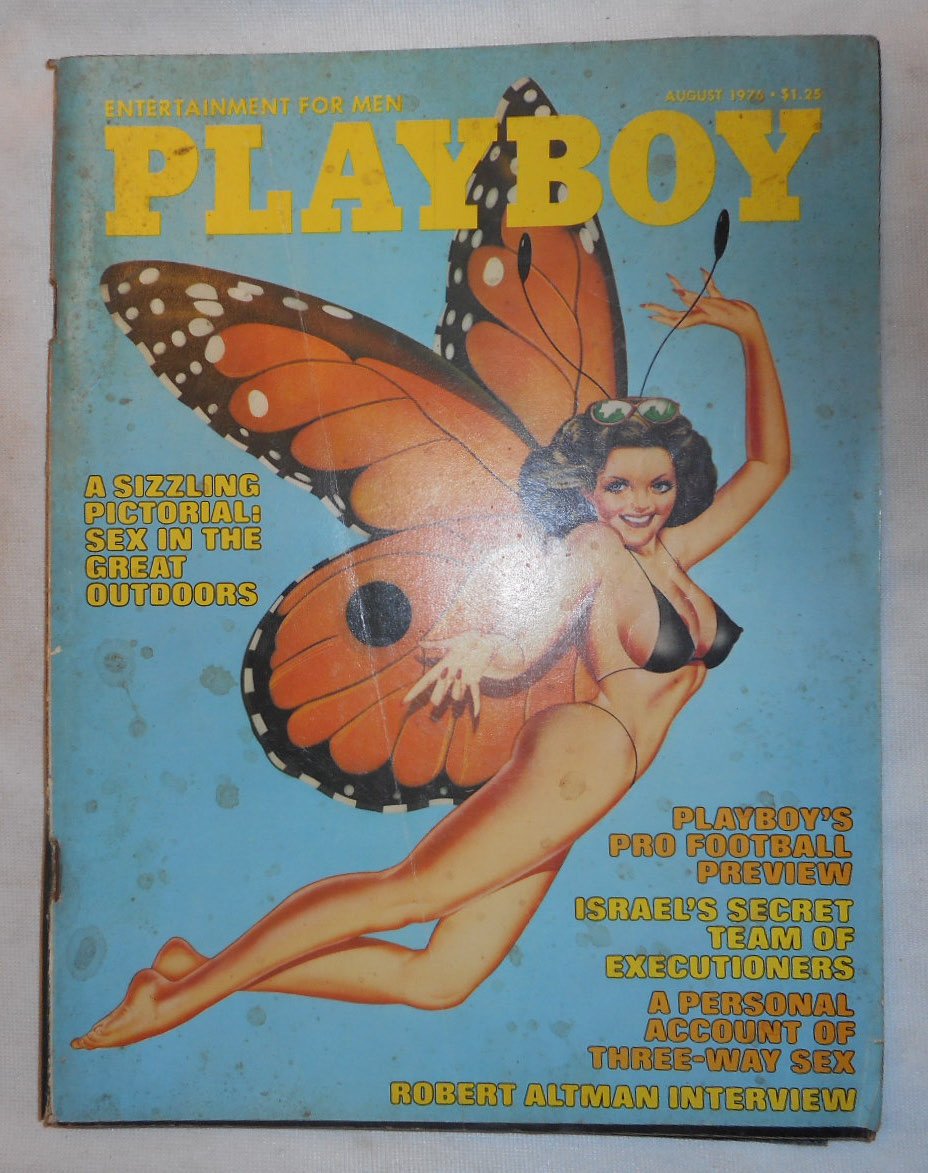 ENTERTAINMENT FOR MEN
AUGUST 1976 • $1.25
PLAYBOY
A SIZZLING
PICTORIAL:
SEX IN THE
GREAT
OUTDOORS
PLAYBOY'S
PRO FOOTBALL
PREVIEW
ISRAEL'S SECRET
TEAM OF
EXECUTIONERS
A PERSONAL
ACCOUNT OF
THREE-WAY SEX
ROBERT ALTMAN INTERVIEW